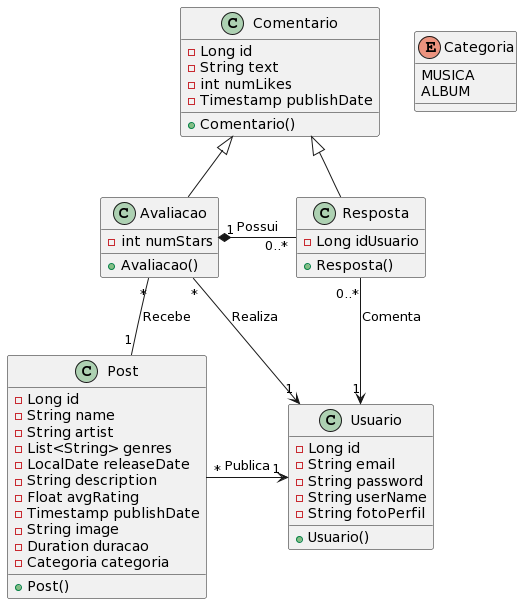 C Comentario
Long id
String text
int numLikes
Timestamp publishDate
+ Comentario()
E Categoria
MUSICA
ALBUM
C Avaliacao
int numStars
+ Avaliacao()
1 Possui
0..*
C Resposta
Long idUsuario
+ Resposta()
* Recebe 1
* Realiza 1
0..* Comenta 1
C Post
Long id
String name
String artist
List<String> genres
LocalDate releaseDate
String description
Float avgRating
Timestamp publishDate
String image
Duration duracao
Categoria categoria
+ Post()
* Publica 1
C Usuario
Long id
String email
String password
String userName
String fotoPerfil
+ Usuario()